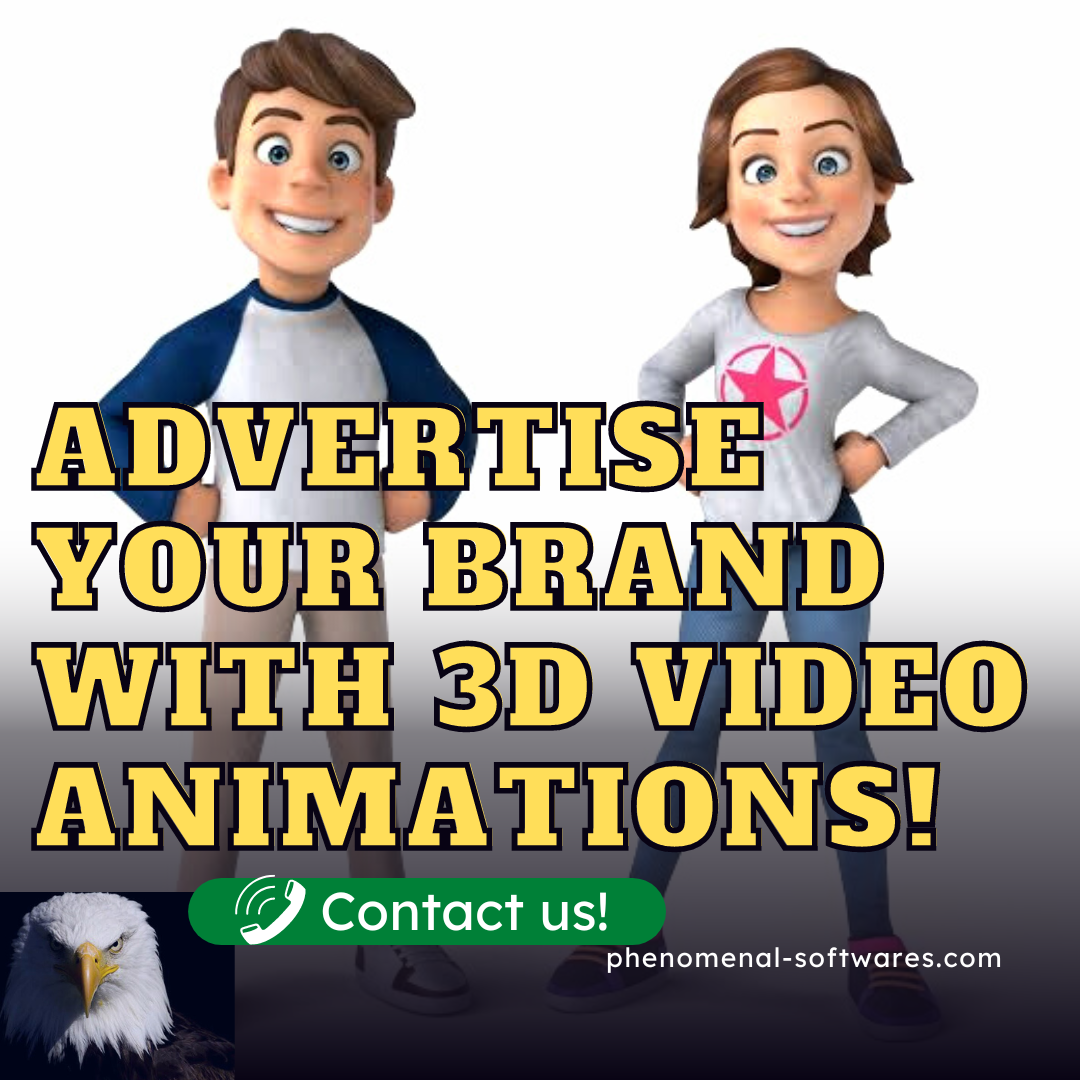 ADVERTISE
YOUR BRAND
WITH 3D VIDEO
ANIMATIONS!
Contact us!
phenomenal-softwares.com